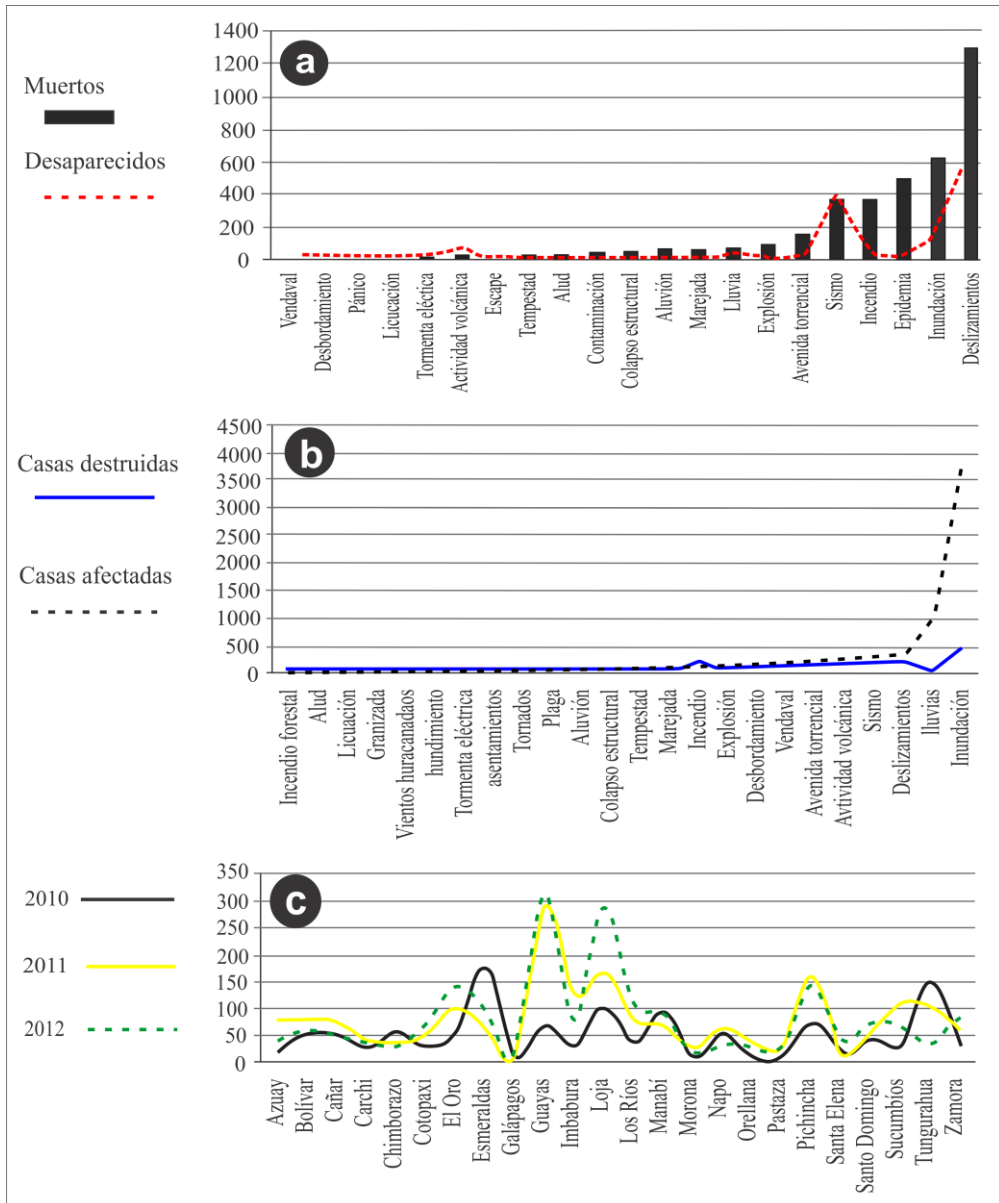 a
Muertos
Desaparecidos
1400
1200
1000
800
600
400
200
0
Vendaval
Desbordamiento
Pánico
Licucación
Tormenta eléctica
Actividad volcánica
Escape
Tempestad
Alud
Contaminación
Colapso estructural
Aluvión
Marejada
Lluvia
Explosión
Avenida torrencial
Sismo
Incendio
Epidemia
Inundación
Deslizamientos
b
Casas destruidas
Casas afectadas
4500
4000
3500
3000
2500
2000
1500
1000
500
0
Incendio forestal
Alud
Licuación
Granizada
Vientos huracanadaos
hundimiento
Tormenta eléctrica
asentamientos
Tornados
Plaga
Aluvión
Colapso estructural
Tempestad
Marejada
Incendio
Explosión
Desbordamiento
Vendaval
Avenida torrencial
Avtividad volcánica
Sismo
Deslizamientos
lluvias
Inundación
c
2010
2011
2012
350
300
250
200
150
100
50
0
Azuay
Bolívar
Cañar
Carchi
Chimborazo
Cotopaxi
El Oro
Esmeraldas
Galápagos
Guayas
Imbabura
Loja
Los Ríos
Manabí
Morona
Napo
Orellana
Pastaza
Pichincha
Santa Elena
Santo Domingo
Sucumbíos
Tungurahua
Zamora